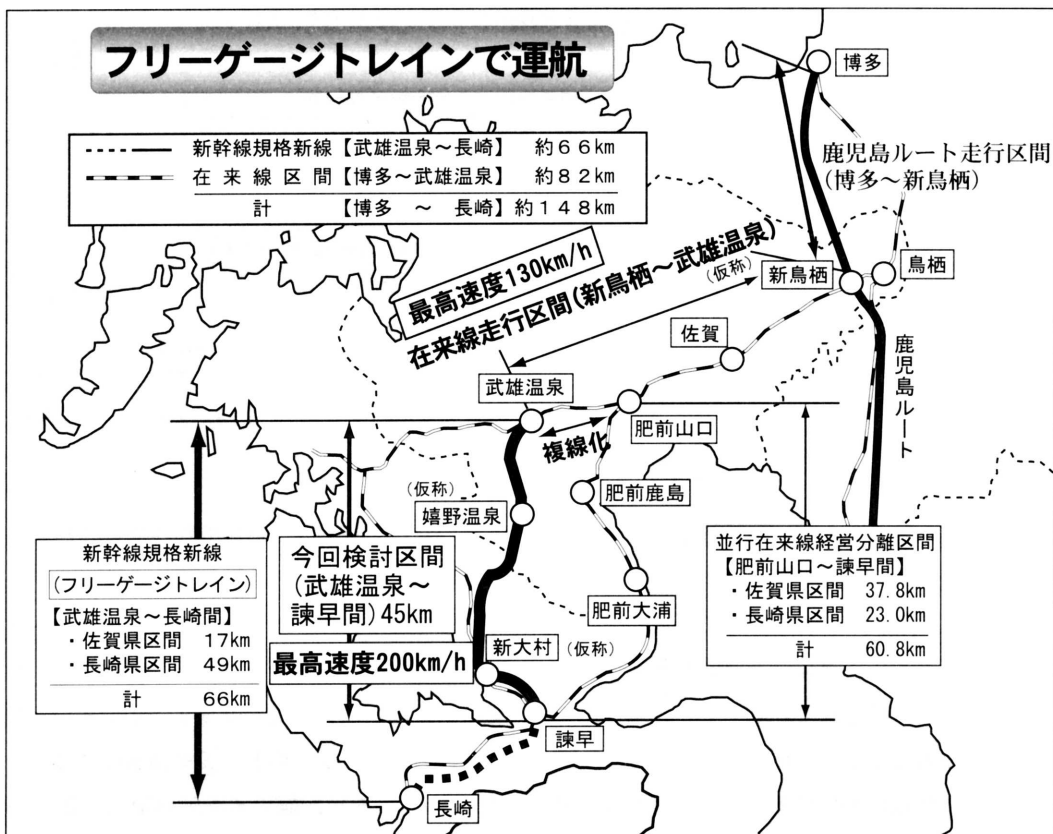 フリーゲージトレインで運航
新幹線規格新線【武雄温泉～長崎】 約66km
在来線区間【博多～武雄温泉】 約82km
計 【博多 ～ 長崎】約148km
博多
鹿児島ルート走行区間
(博多～新鳥栖)
最高速度130km/h
在来線走行区間(新鳥栖～武雄温泉)
(仮称)
新鳥栖
鳥栖
佐賀
鹿児島ルート
武雄温泉
複線化
肥前山口
肥前鹿島
(仮称)
嬉野温泉
新幹線規格新線
(フリーゲージトレイン)
【武雄温泉～長崎間】
・佐賀県区間 17km
・長崎県区間 49km
計 66km
今回検討区間
(武雄温泉～
諫早間)45km
最高速度200km/h
肥前大浦
新大村
(仮称)
並行在来線経営分離区間
【肥前山口～諫早間】
・佐賀県区間 37.8km
・長崎県区間 23.0km
計 60.8km
諫早
長崎